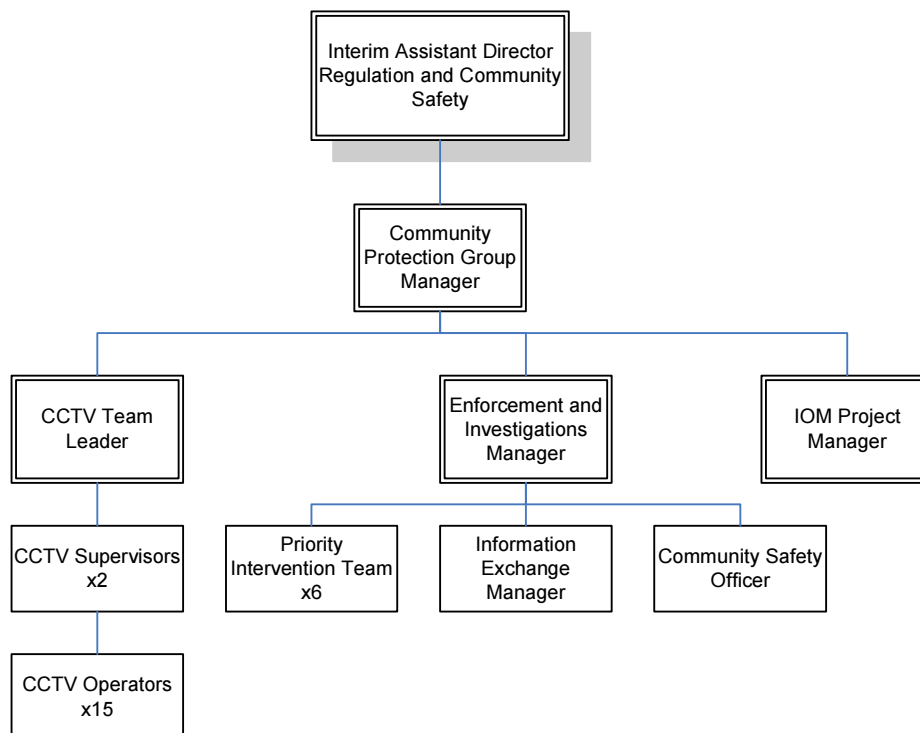 Interim Assistant Director
Regulation and Community
Safety
Community
Protection Group
Manager
CCTV Team
Leader
Enforcement and
Investigations
Manager
IOM Project
Manager
CCTV Supervisors
x2
Priority
Intervention Team
x6
Information
Exchange
Manager
Community Safety
Officer
CCTV Operators
x15